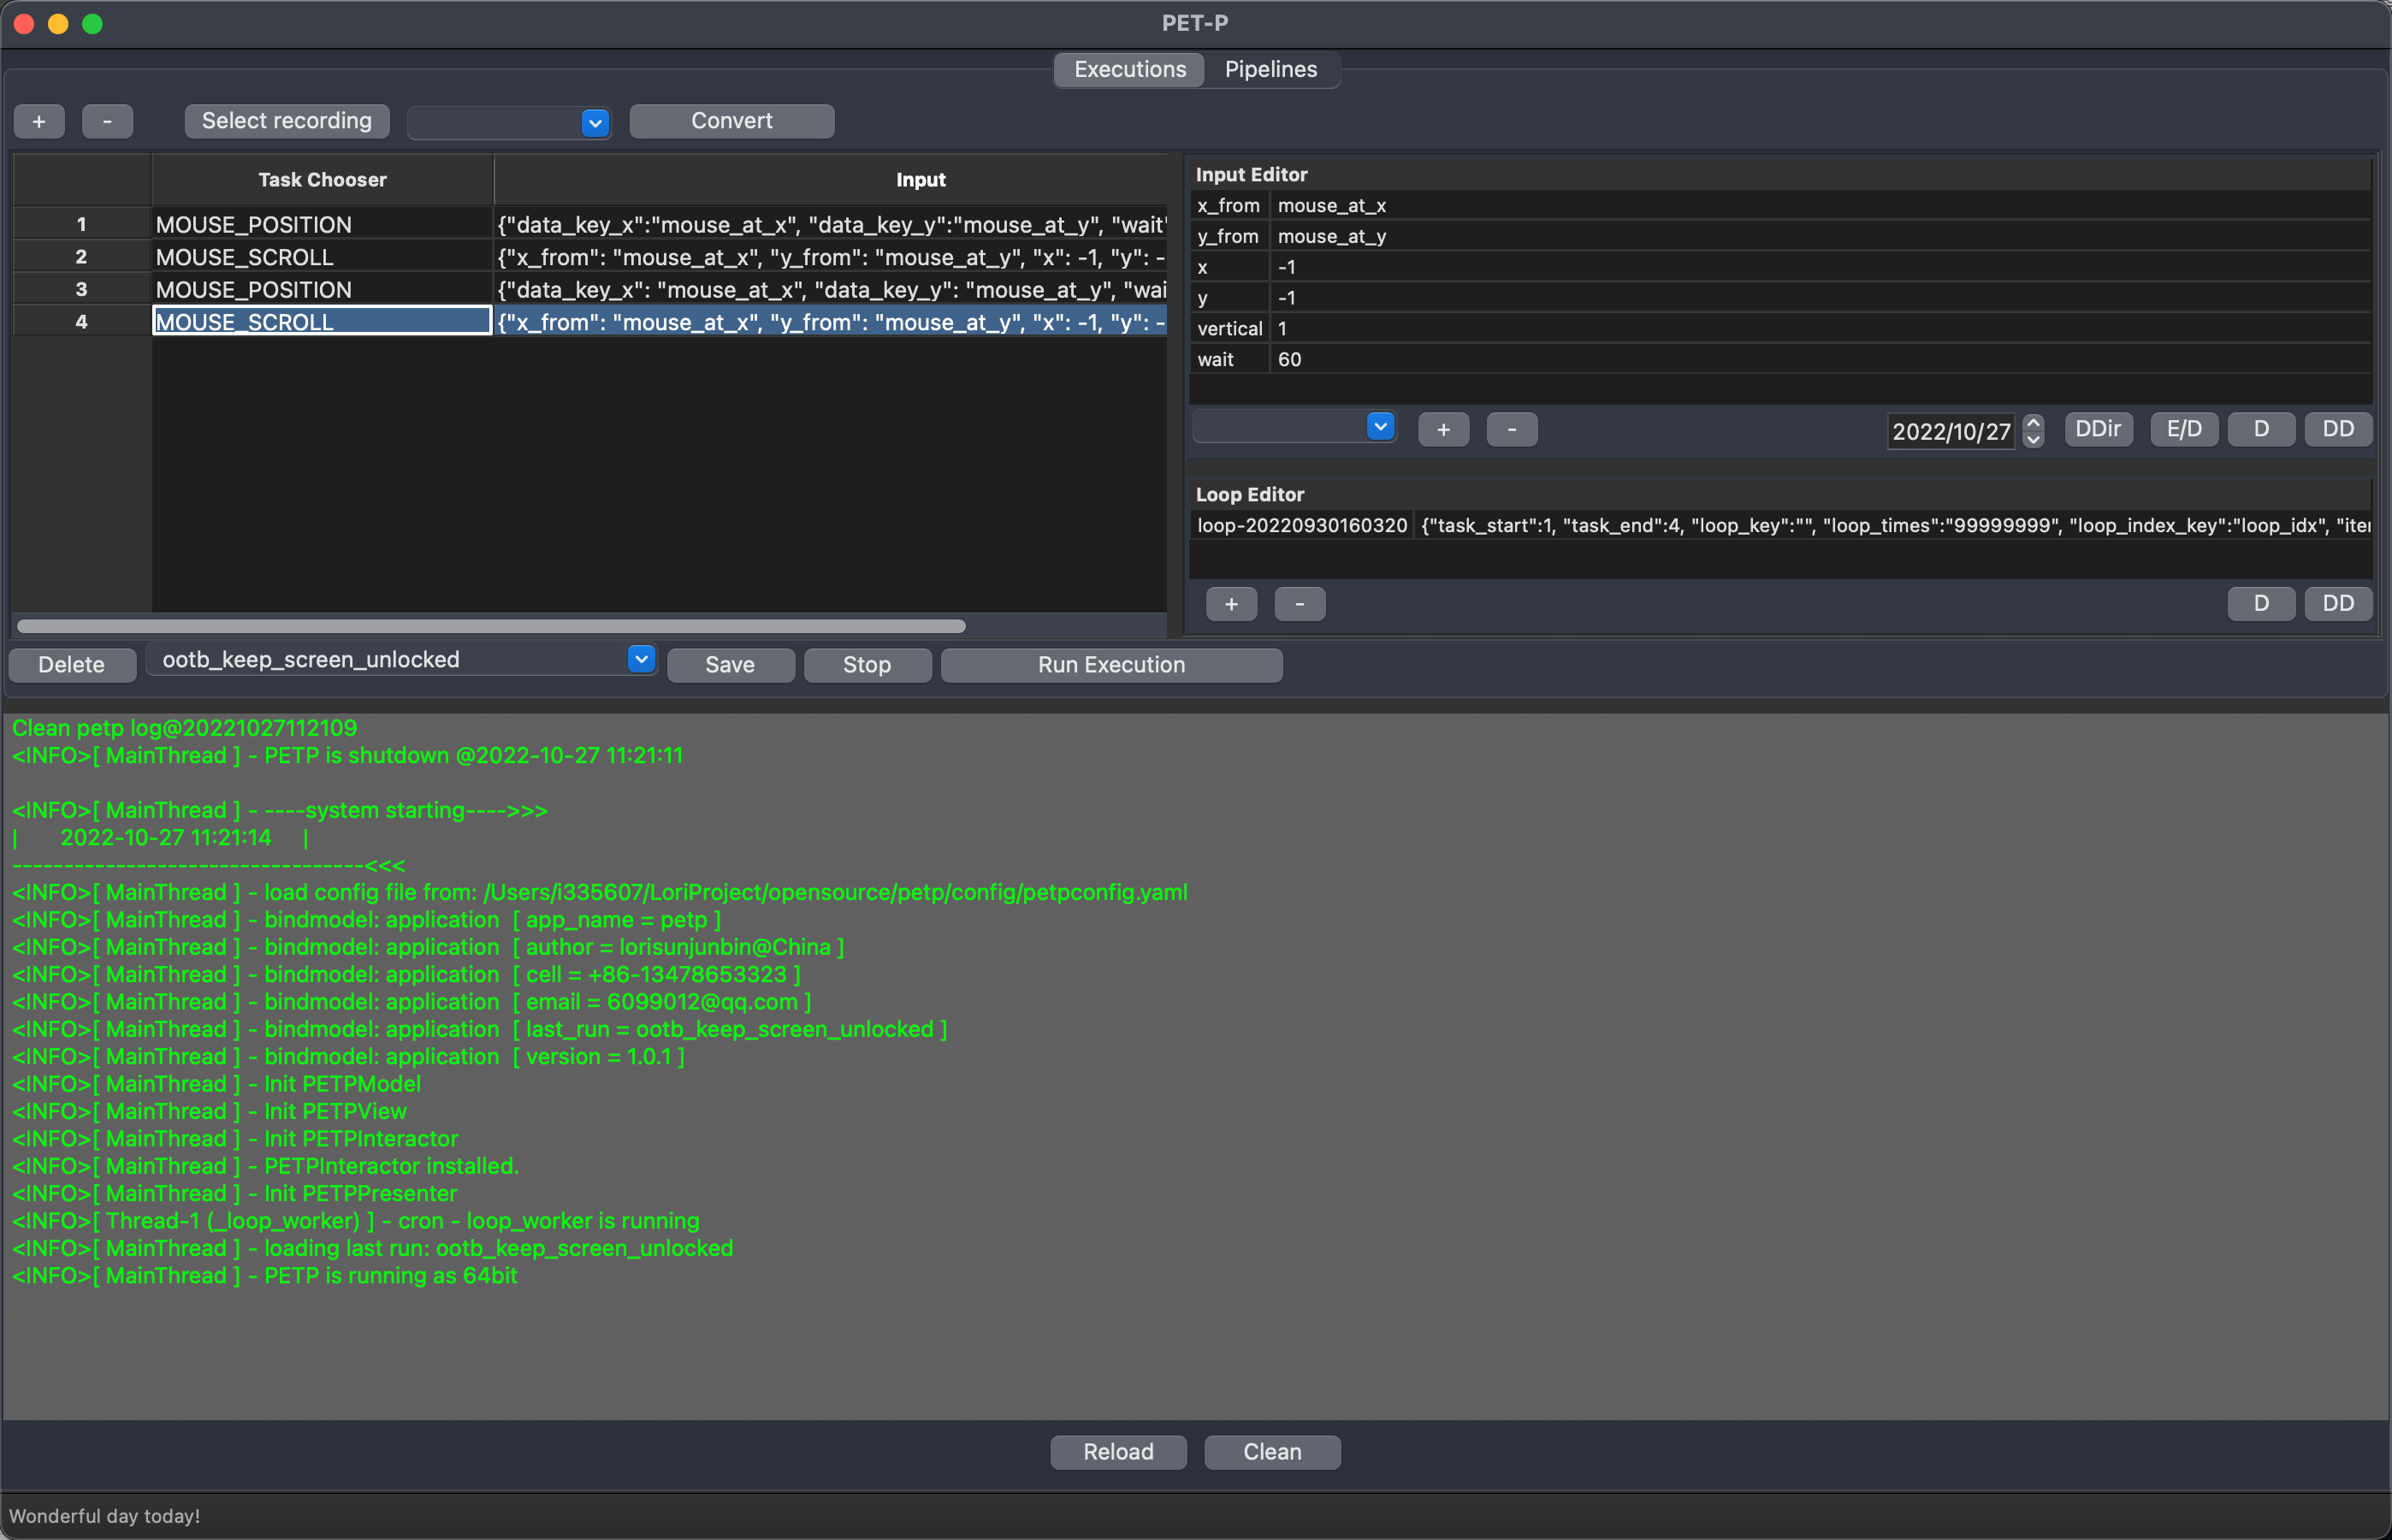 PET-P
Executions Pipelines
+ - Select recording Convert
Task Chooser Input
1 MOUSE_POSITION {"data_key_x":"mouse_at_x", "data_key_y":"mouse_at_y", "wait"
2 MOUSE_SCROLL {"x_from": "mouse_at_x", "y_from": "mouse_at_y", "x": -1, "y": -
3 MOUSE_POSITION {"data_key_x": "mouse_at_x", "data_key_y": "mouse_at_y", "wai
4 MOUSE_SCROLL {"x_from": "mouse_at_x", "y_from": "mouse_at_y", "x": -1, "y": -
Input Editor
x_from mouse_at_x
y_from mouse_at_y
x -1
y -1
vertical 1
wait 60
+ - 2022/10/27 DDir E/D D DD
Loop Editor
loop-20220930160320 {"task_start":1, "task_end":4, "loop_key":"", "loop_times":"99999999", "loop_index_key":"loop_idx", "iter
+ - D DD
Delete ootb_keep_screen_unlocked Save Stop Run Execution
Clean petp log@20221027112109
<INFO>[ MainThread ] - PETP is shutdown @2022-10-27 11:21:11
<INFO>[ MainThread ] - ----system starting---->>>
| 2022-10-27 11:21:14 |
----------------------------------<<<
<INFO>[ MainThread ] - load config file from: /Users/i335607/LoriProject/opensource/petp/config/petpconfig.yaml
<INFO>[ MainThread ] - bindmodel: application [ app_name = petp ]
<INFO>[ MainThread ] - bindmodel: application [ author = lorisunjunbin@China ]
<INFO>[ MainThread ] - bindmodel: application [ cell = +86-13478653323 ]
<INFO>[ MainThread ] - bindmodel: application [ email = 6099012@qq.com ]
<INFO>[ MainThread ] - bindmodel: application [ last_run = ootb_keep_screen_unlocked ]
<INFO>[ MainThread ] - bindmodel: application [ version = 1.0.1 ]
<INFO>[ MainThread ] - Init PETPModel
<INFO>[ MainThread ] - Init PETPView
<INFO>[ MainThread ] - Init PETPInteractor
<INFO>[ MainThread ] - PETPInteractor installed.
<INFO>[ MainThread ] - Init PETPPresenter
<INFO>[ Thread-1 (_loop_worker) ] - cron - loop_worker is running
<INFO>[ MainThread ] - loading last run: ootb_keep_screen_unlocked
<INFO>[ MainThread ] - PETP is running as 64bit
Reload Clean
Wonderful day today!